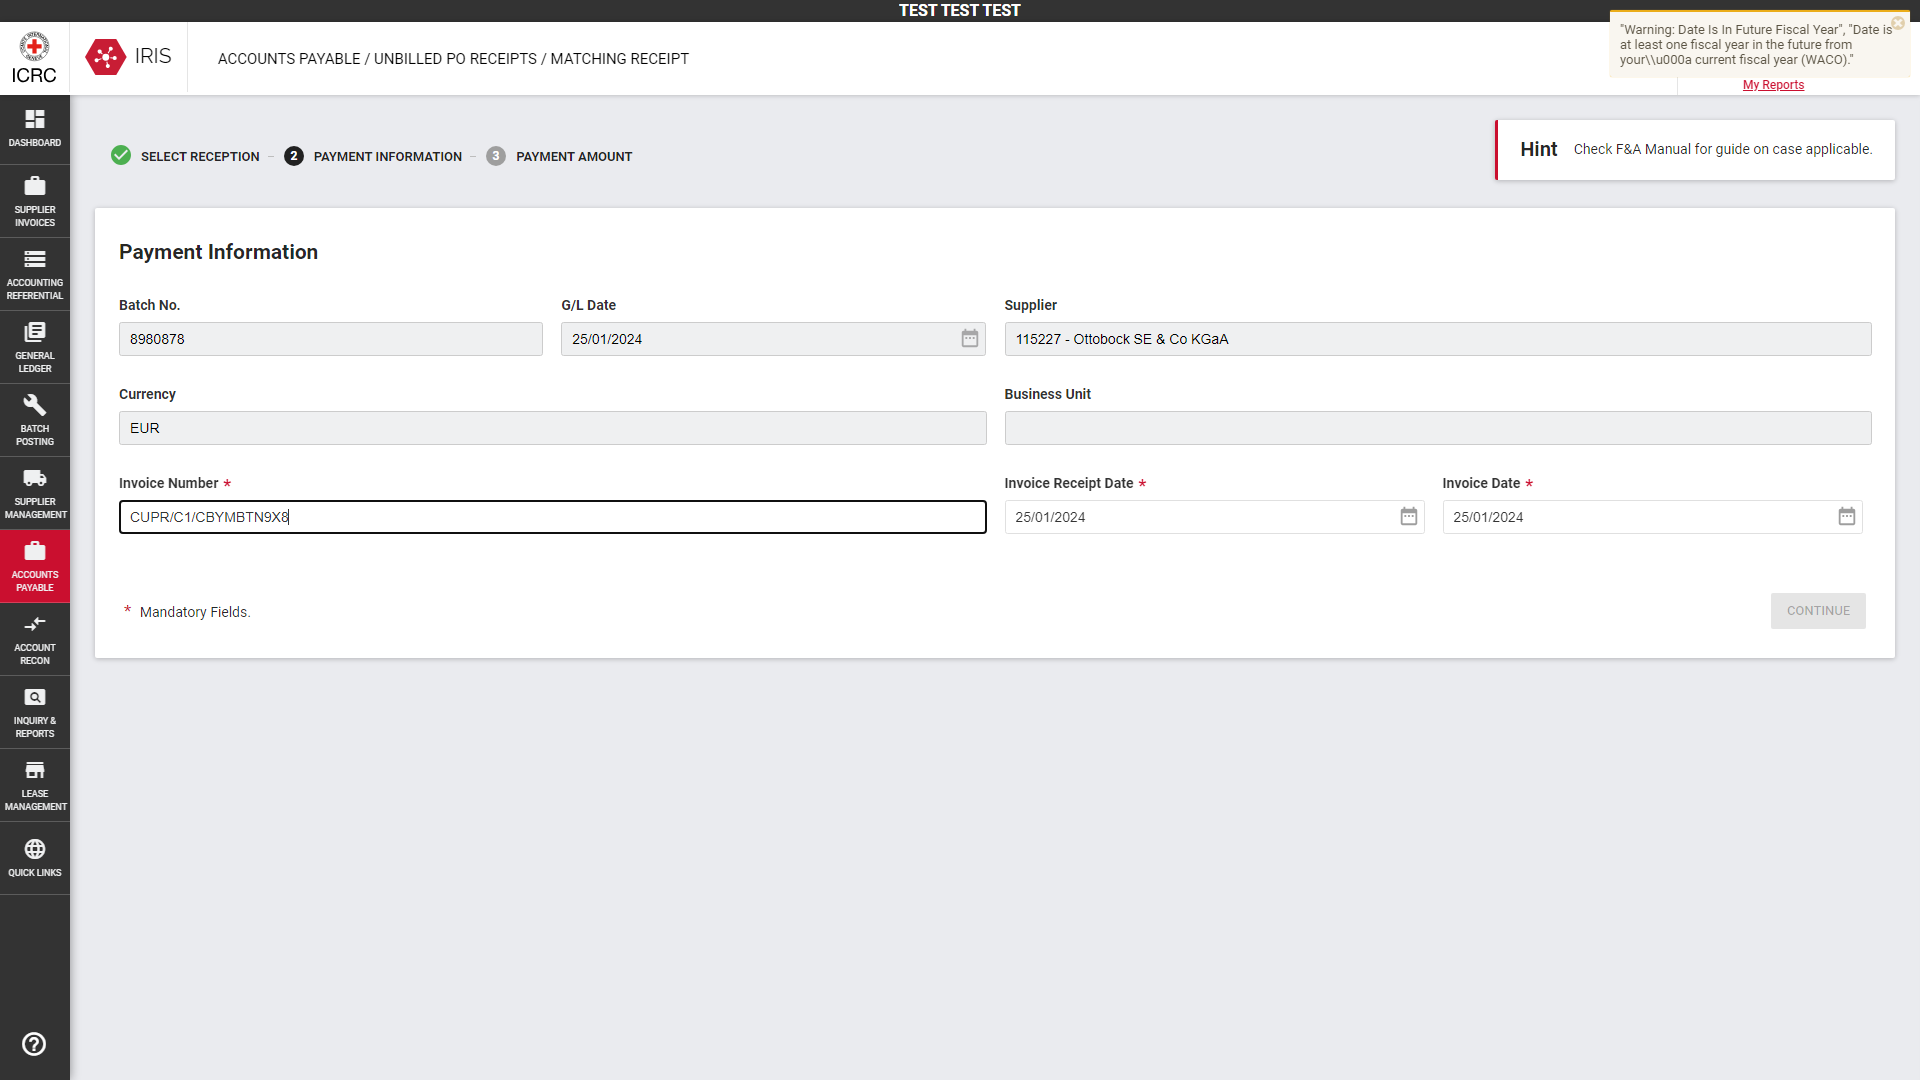 TEST TEST TEST
ICRC
IRIS
ACCOUNTS PAYABLE / UNBILLED PO RECEIPTS / MATCHING RECEIPT
"Warning: Date Is In Future Fiscal Year", "Date is
at least one fiscal year in the future from
your\\u000a current fiscal year (WACO)."
My Reports
DASHBOARD
SUPPLIER
INVOICES
ACCOUNTING
REFERENTIAL
GENERAL
LEDGER
BATCH
POSTING
SUPPLIER
MANAGEMENT
ACCOUNTS
PAYABLE
ACCOUNT
RECON
INQUIRY &
REPORTS
LEASE
MANAGEMENT
QUICK LINKS
SELECT RECEPTION – 2 PAYMENT INFORMATION – 3 PAYMENT AMOUNT
Hint Check F&A Manual for guide on case applicable.
Payment Information
Batch No. G/L Date Supplier
8980878 25/01/2024 115227 - Ottobock SE & Co KGaA
Currency Business Unit
EUR
Invoice Number * Invoice Receipt Date * Invoice Date *
CUPR/C1/CBYMBTN9X8 25/01/2024 25/01/2024
* Mandatory Fields.
CONTINUE